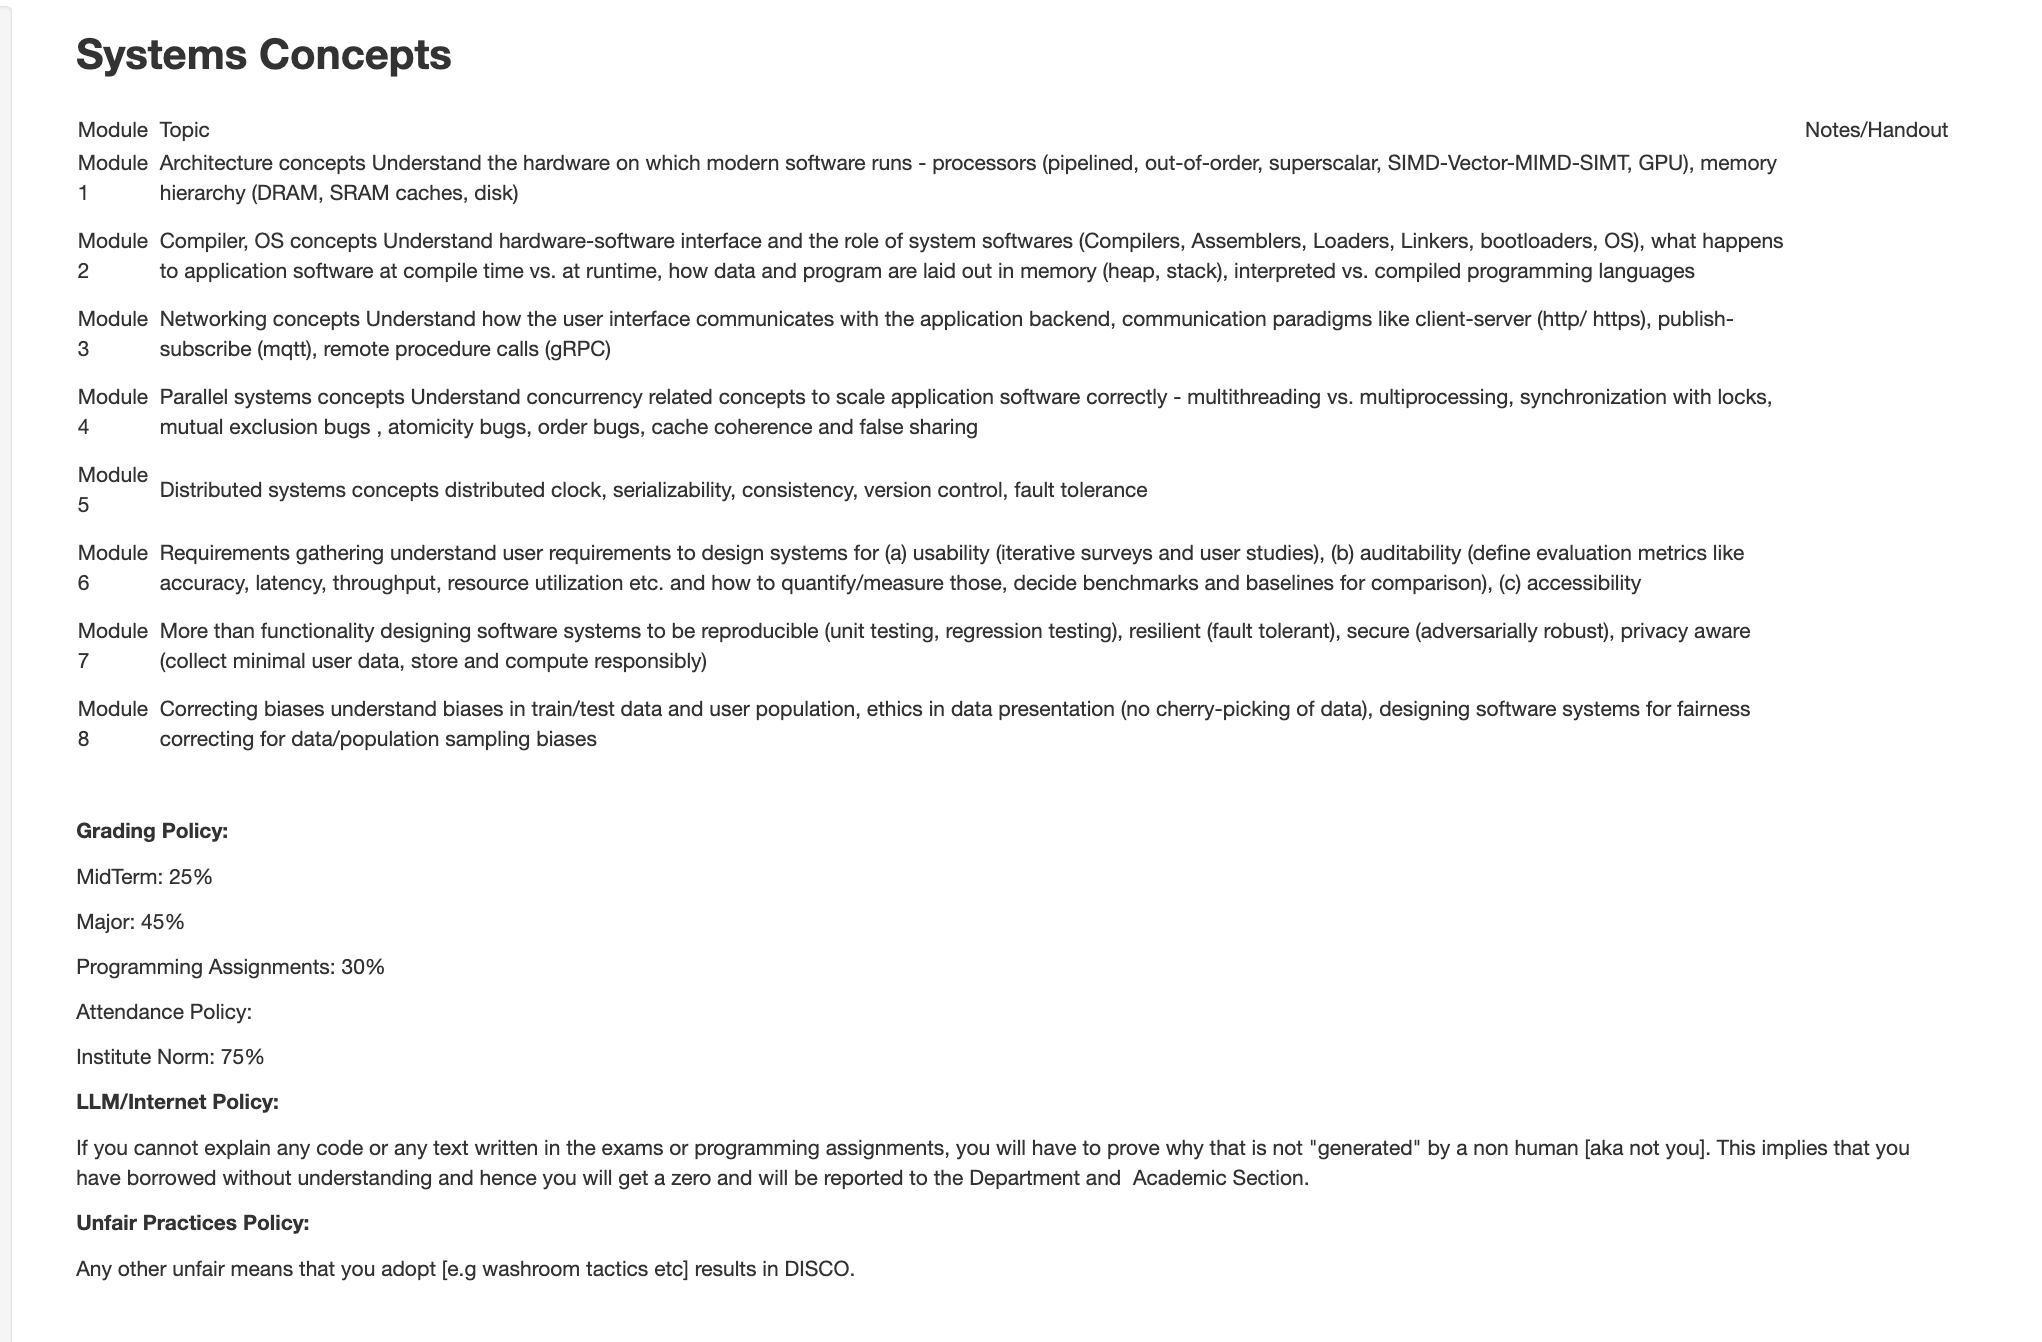 Systems Concepts
Module Topic Notes/Handout
Module Architecture concepts Understand the hardware on which modern software runs - processors (pipelined, out-of-order, superscalar, SIMD-Vector-MIMD-SIMT, GPU), memory
1 hierarchy (DRAM, SRAM caches, disk)
Module Compiler, OS concepts Understand hardware-software interface and the role of system softwares (Compilers, Assemblers, Loaders, Linkers, bootloaders, OS), what happens
2 to application software at compile time vs. at runtime, how data and program are laid out in memory (heap, stack), interpreted vs. compiled programming languages
Module Networking concepts Understand how the user interface communicates with the application backend, communication paradigms like client-server (http/ https), publish-
3 subscribe (mqtt), remote procedure calls (gRPC)
Module Parallel systems concepts Understand concurrency related concepts to scale application software correctly - multithreading vs. multiprocessing, synchronization with locks,
4 mutual exclusion bugs , atomicity bugs, order bugs, cache coherence and false sharing
Module
5 Distributed systems concepts distributed clock, serializability, consistency, version control, fault tolerance
Module Requirements gathering understand user requirements to design systems for (a) usability (iterative surveys and user studies), (b) auditability (define evaluation metrics like
6 accuracy, latency, throughput, resource utilization etc. and how to quantify/measure those, decide benchmarks and baselines for comparison), (c) accessibility
Module More than functionality designing software systems to be reproducible (unit testing, regression testing), resilient (fault tolerant), secure (adversarially robust), privacy aware
7 (collect minimal user data, store and compute responsibly)
Module Correcting biases understand biases in train/test data and user population, ethics in data presentation (no cherry-picking of data), designing software systems for fairness
8 correcting for data/population sampling biases
Grading Policy:
MidTerm: 25%
Major: 45%
Programming Assignments: 30%
Attendance Policy:
Institute Norm: 75%
LLM/Internet Policy:
If you cannot explain any code or any text written in the exams or programming assignments, you will have to prove why that is not "generated" by a non human [aka not you]. This implies that you
have borrowed without understanding and hence you will get a zero and will be reported to the Department and  Academic Section.
Unfair Practices Policy:
Any other unfair means that you adopt [e.g washroom tactics etc] results in DISCO.